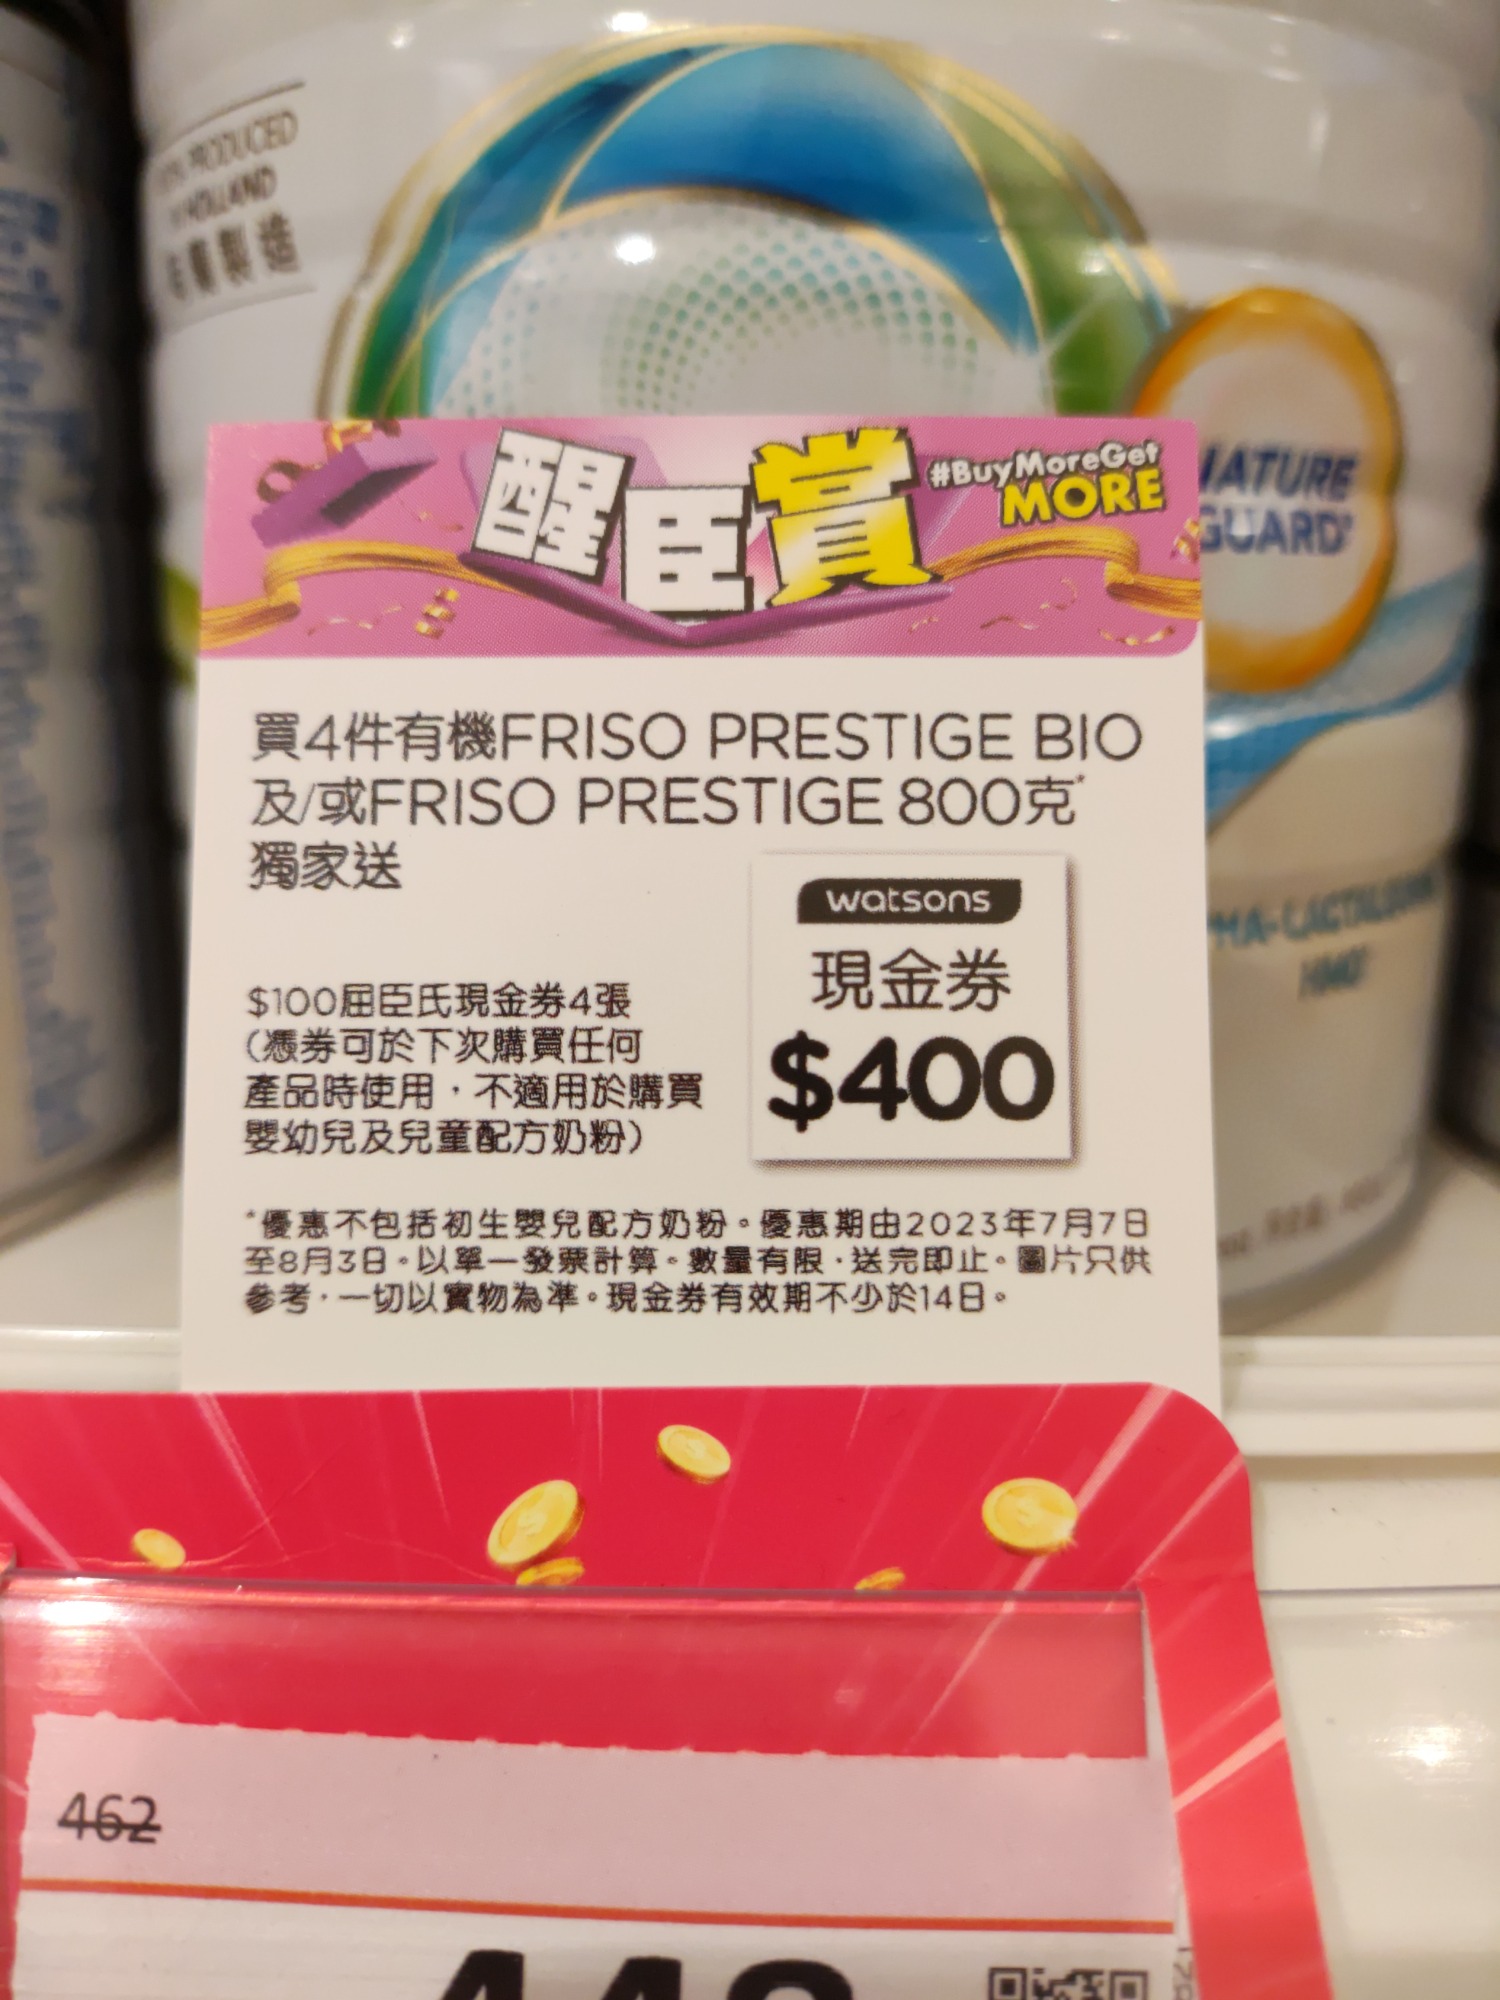 PRODUCED
HOLLAND
製造
NATURE
GUARD
醒臣賞
#BuyMoreGet
MORE
買4件有機FRISO PRESTIGE BIO
及/或FRISO PRESTIGE 800克*
獨家送
watsons
現金券
$400
$100屈臣氏現金券4張
(憑券可於下次購買任何
產品時使用，不適用於購買
嬰幼兒及兒童配方奶粉)
*優惠不包括初生嬰兒配方奶粉。優惠期由2023年7月7日
至8月3日。以單一發票計算。數量有限，送完即止。圖片只供
參考，一切以實物為準。現金券有效期不少於14日。
HMO
462